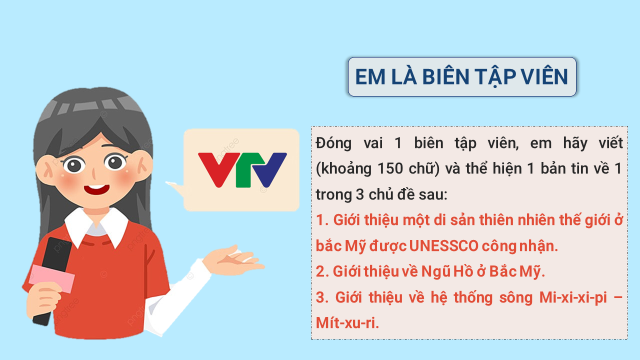 EM LÀ BIÊN TẬP VIÊN
VTV
Đóng vai 1 biên tập viên, em hãy viết
(khoảng 150 chữ) và thể hiện 1 bản tin về 1
trong 3 chủ đề sau:
1. Giới thiệu một di sản thiên nhiên thế giới ở
bắc Mỹ được UNESSCO công nhận.
2. Giới thiệu về Ngũ Hồ ở Bắc Mỹ.
3. Giới thiệu về hệ thống sông Mi-xi-xi-pi –
Mít-xu-ri.